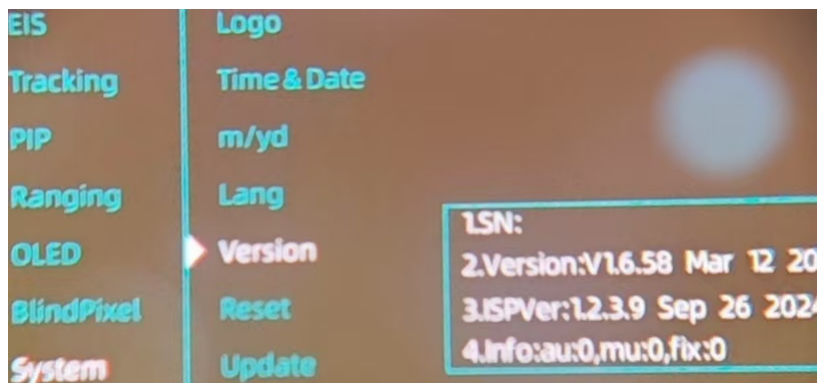 EIS
Tracking
PIP
Ranging
OLED
BlindPixel
System
Logo
Time&Date
m/yd
Lang
Version
Reset
Update
1.SN:
2.Version:V1.6.58 Mar 12 20
3.ISPVer:1.2.3.9 Sep 26 2024
4.Info:au:0,mu:0,fix:0